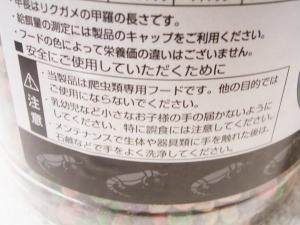 ・甲長はリクガメの甲羅の長さです。
・給餌量の測定には製品のキャップをご利用ください。
・フードの色によって栄養価の違いはございません。
■安全にご使用していただくために
注意
・当製品は爬虫類専用フードです。他の目的では
ご使用にならないでください。
・乳幼児など小さなお子様の手の届かないように
してください。特に誤食には注意してください。
・メンテナンスで生体や器具類に手を触れた後は、
石鹸などで手をよく洗浄してください。